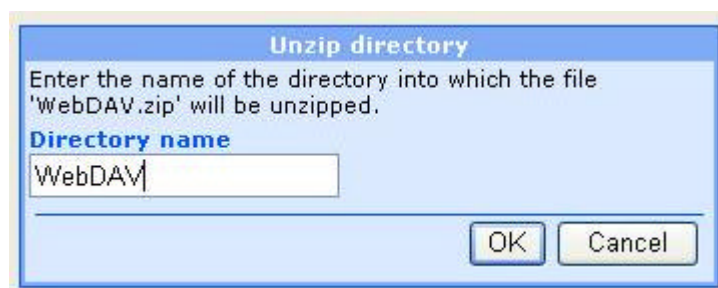 Unzip directory
Enter the name of the directory into which the file
'WebDAV.zip' will be unzipped.
Directory name
WebDAV
OK Cancel